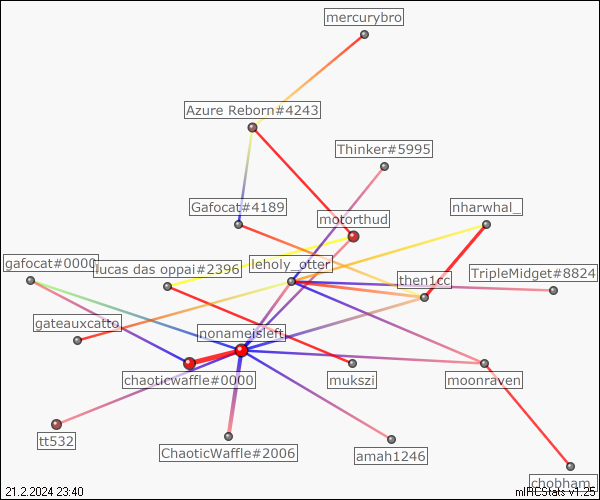 mercurybro
Azure Reborn#4243
Thinker#5995
Gafocat#4189
nharwhal_
motorthud
gafocat#0000
lucas das oppai#2396
leholy_otter
then1cc
TripleMidget#8824
gateauxcatto
nonameisleft
chaoticwaffle#0000
mukszi
moonraven
tt532
ChaoticWaffle#2006
amah1246
chobham_
21.2.2024 23:40
mIRCStats v1.25